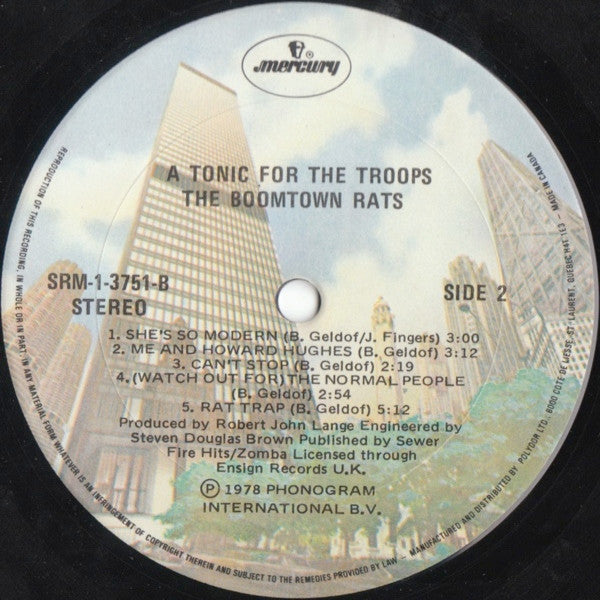 mercury
A TONIC FOR THE TROOPS
THE BOOMTOWN RATS
SRM-1-3751-B
STEREO
SIDE 2
1. SHE'S SO MODERN (B. Geldof/J. Fingers) 3:00
2. ME AND HOWARD HUGHES (B. Geldof) 3:12
3. CAN'T STOP (B. Geldof) 2:19
4. (WATCH OUT FOR) THE NORMAL PEOPLE
(B. Geldof) 2:54
5. RAT TRAP (B. Geldof) 5:12
Produced by Robert John Lange Engineered by
Steven Douglas Brown Published by Sewer
Fire Hits/Zomba Licensed through
Ensign Records U.K.
Ⓟ 1978 PHONOGRAM
INTERNATIONAL B.V.
REPRODUCTION OF THIS RECORDING, IN WHOLE OR IN PART, IN ANY MATERIAL FORM WHATEVER IS AN INFRINGEMENT OF COPYRIGHT THEREIN AND SUBJECT TO THE REMEDIES PROVIDED BY LAW – MANUFACTURED AND DISTRIBUTED BY POLYDOR LTD., 6000 COTE DE LIESSE, ST-LAURENT, QUEBEC H4T 1E3 . MADE IN CANADA